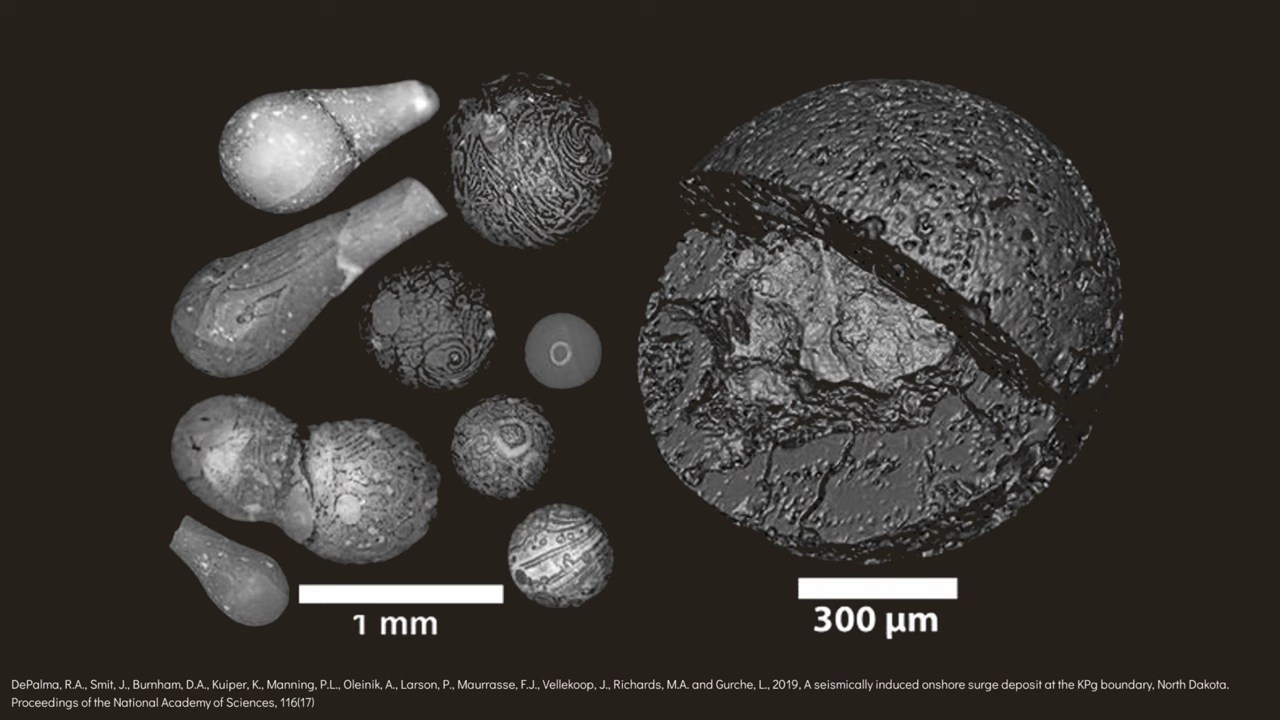 1 mm
300 µm
DePalma, R.A., Smit, J., Burnham, D.A., Kuiper, K., Manning, P.L., Oleinik, A., Larson, P., Maurrasse, F.J., Vellekoop, J., Richards, M.A. and Gurche, L., 2019, A seismically induced onshore surge deposit at the KPg boundary, North Dakota.
Proceedings of the National Academy of Sciences, 116(17)